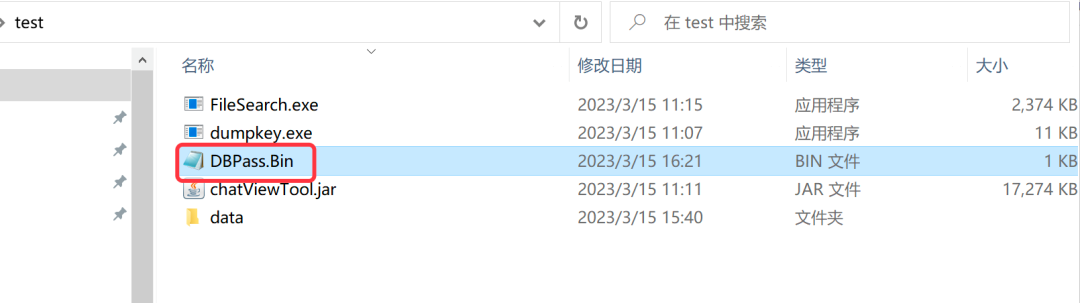 test
在 test 中搜索
名称 修改日期 类型 大小
FileSearch.exe 2023/3/15 11:15 应用程序 2,374 KB
dumpkey.exe 2023/3/15 11:07 应用程序 11 KB
DBPass.Bin 2023/3/15 16:21 BIN 文件 1 KB
chatViewTool.jar 2023/3/15 11:11 JAR 文件 17,274 KB
data 2023/3/15 15:40 文件夹